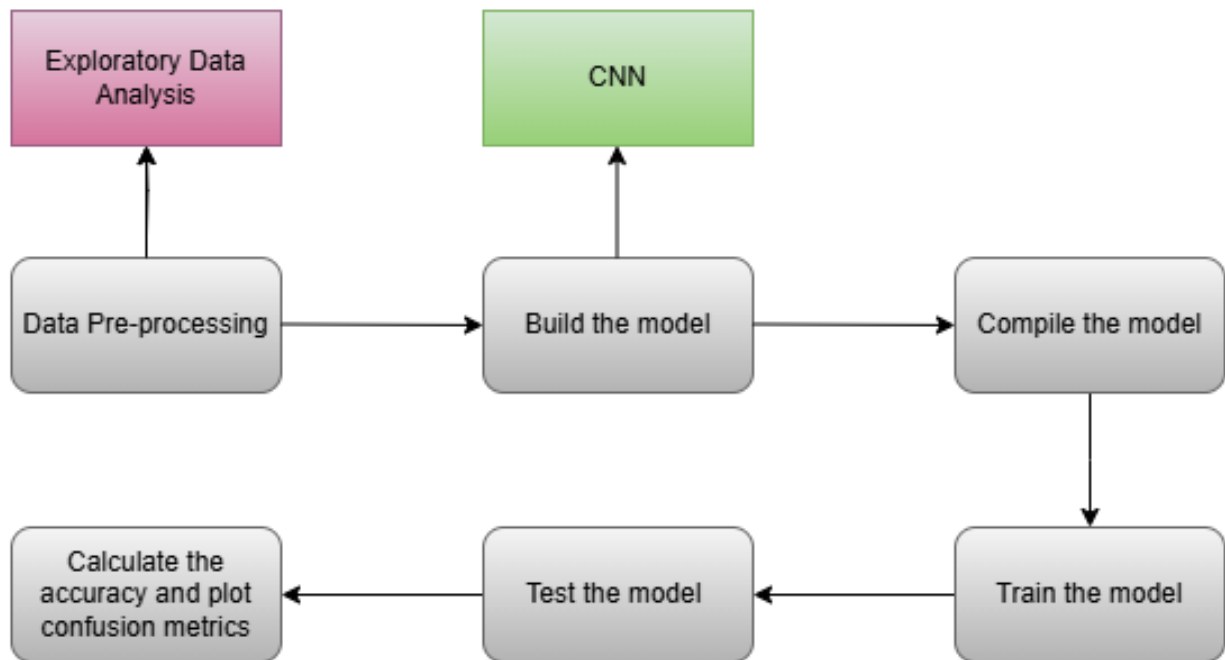 Exploratory Data
Analysis
CNN
Data Pre-processing
Build the model
Compile the model
Calculate the
accuracy and plot
confusion metrics
Test the model
Train the model